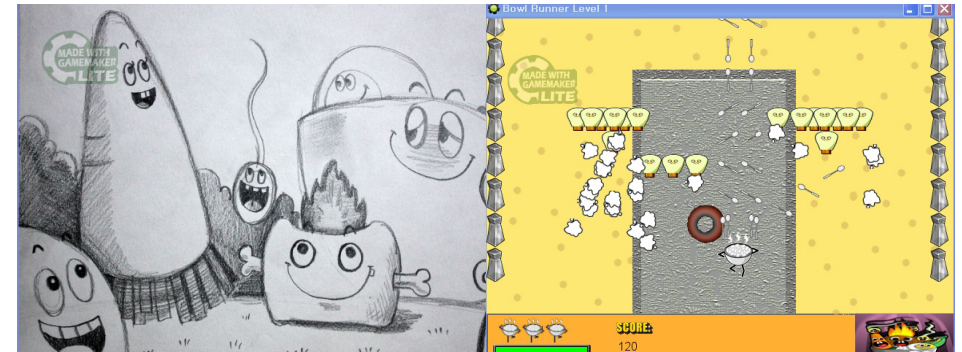 MADE WITH
GAMEMAKER
LITE
Bowl Runner Level 1
MADE WITH
GAMEMAKER
LITE
SCORE:
120